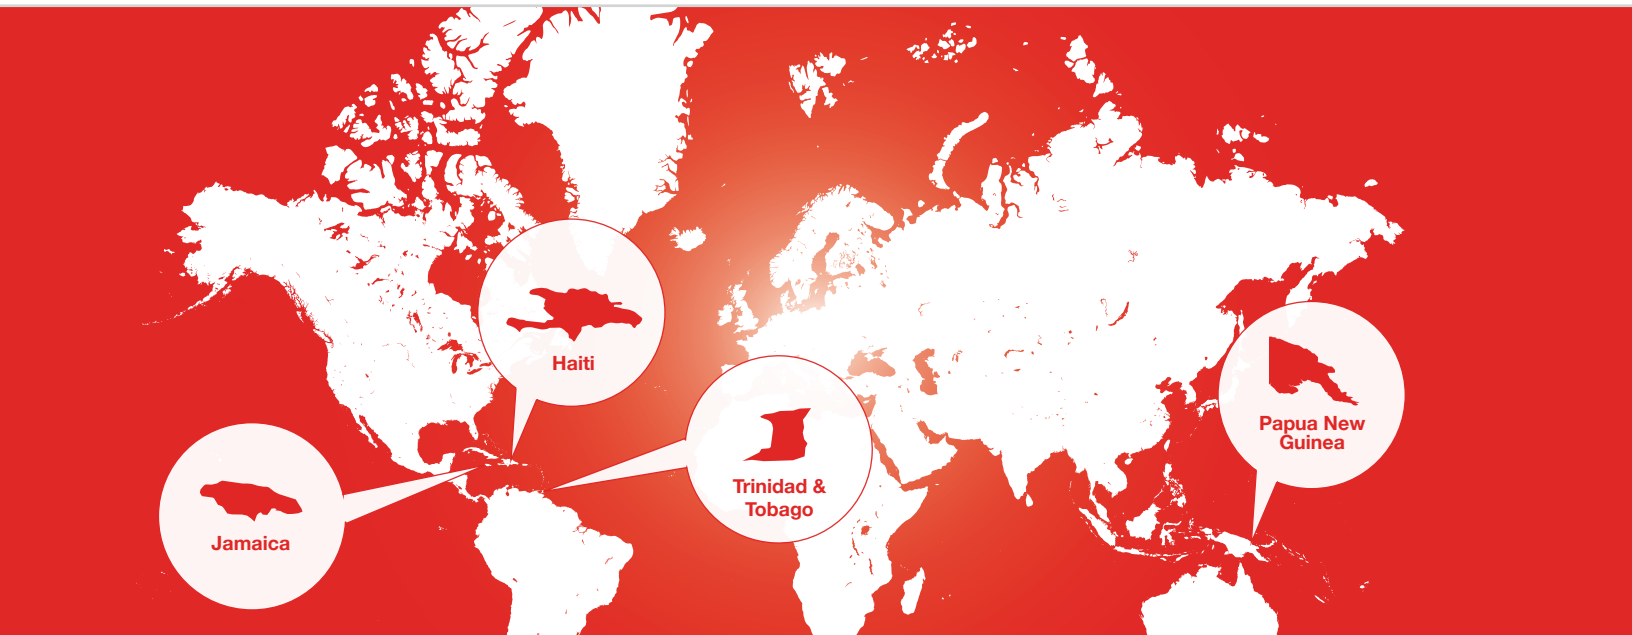 Haiti
Papua New
Guinea
Trinidad &
Tobago
Jamaica